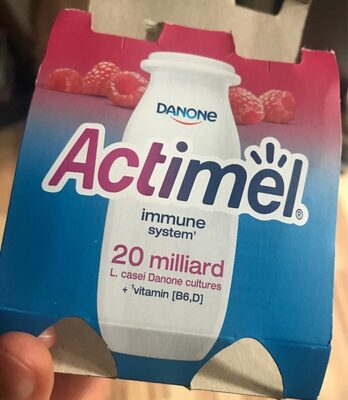 DANONE
Actimel®
immune
system¹
20 milliard
L. casei Danone cultures
+ ¹vitamin [B6,D]